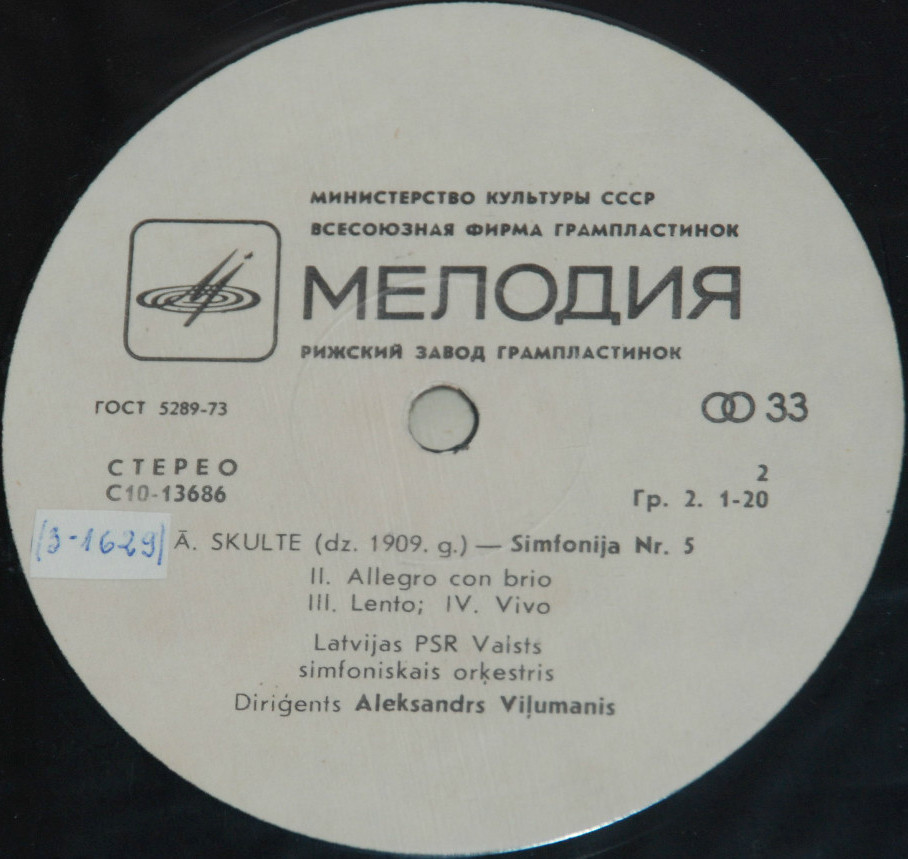 МИНИСТЕРСТВО КУЛЬТУРЫ СССР
ВСЕСОЮЗНАЯ ФИРМА ГРАМПЛАСТИНОК
МЕЛОДИЯ
РИЖСКИЙ ЗАВОД ГРАМПЛАСТИНОК
ГОСТ 5289-73
33
СТЕРЕО
С10-13686
2
Гр. 2. 1-20
(3-1629)
Ā. SKULTE (dz. 1909. g.) — Simfonija Nr. 5
II. Allegro con brio
III. Lento; IV. Vivo
Latvijas PSR Valsts
simfoniskais orķestris
Diriģents Aleksandrs Viļumanis